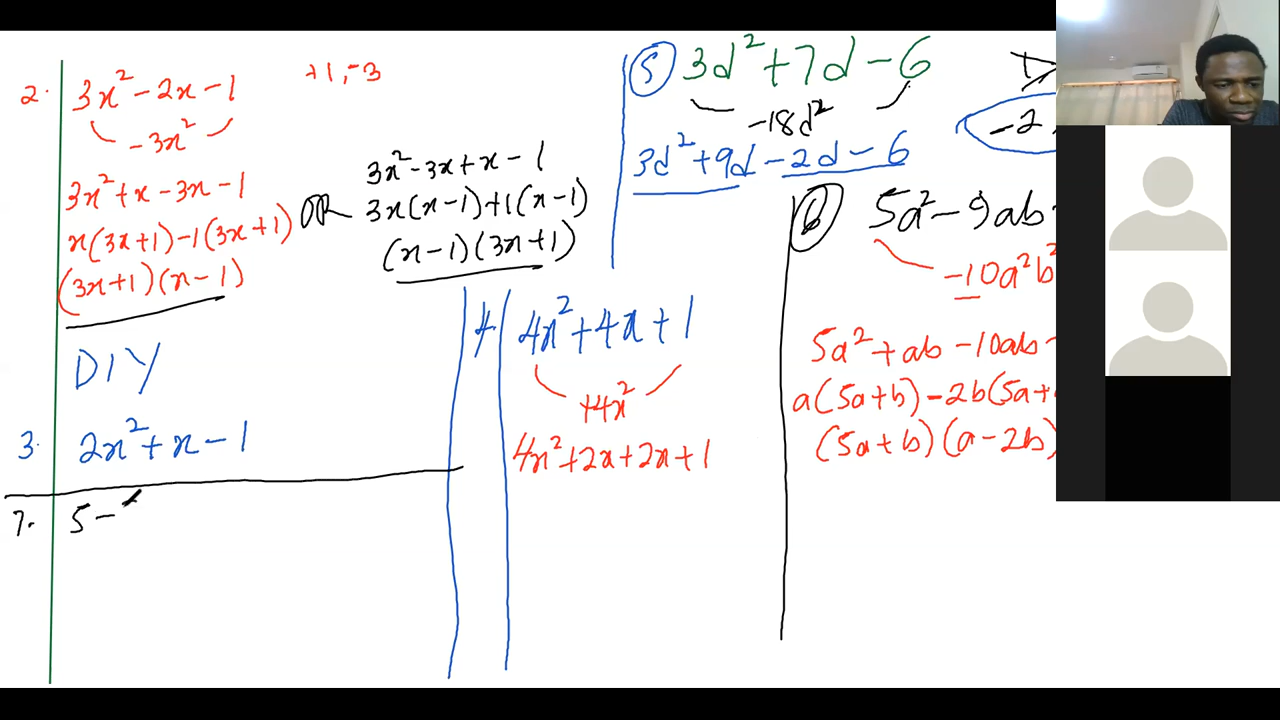 2. 3x² - 2x - 1 +1, -3
- 3x²
3x² + x - 3x - 1
x(3x+1) - 1(3x+1)
(3x+1)(x-1)
OR
3x² - 3x + x - 1
3x(x-1) + 1(x-1)
(x-1)(3x+1)
DIY
3. 2x² + x - 1
4. 4x² + 4x + 1
+4x²
4x² + 2x + 2x + 1
5 3d² + 7d - 6
-18d²
3d² + 9d - 2d - 6
-2
6 5a² - 9ab
-10a²b²
5a² + ab - 10ab -
a(5a+b) - 2b(5a+
(5a+b)(a-2b)
7. 5 -